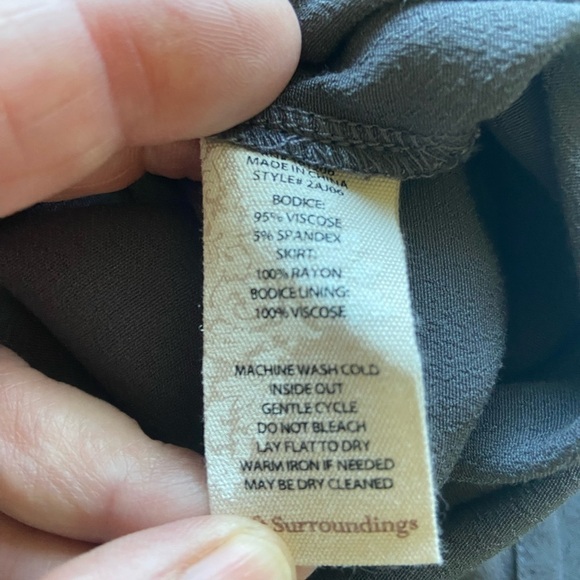 MADE IN CHINA
STYLE# 2AJ06
BODICE:
95% VISCOSE
5% SPANDEX
SKIRT:
100% RAYON
BODICE LINING:
100% VISCOSE
MACHINE WASH COLD
INSIDE OUT
GENTLE CYCLE
DO NOT BLEACH
LAY FLAT TO DRY
WARM IRON IF NEEDED
MAY BE DRY CLEANED
& Surroundings